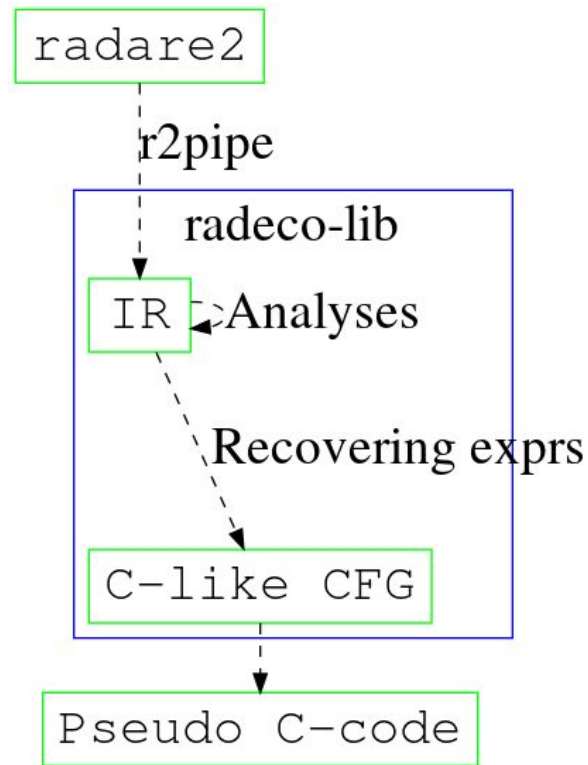 radare2
r2pipe
radeco-lib
IR
Analyses
Recovering exprs
C-like CFG
Pseudo C-code